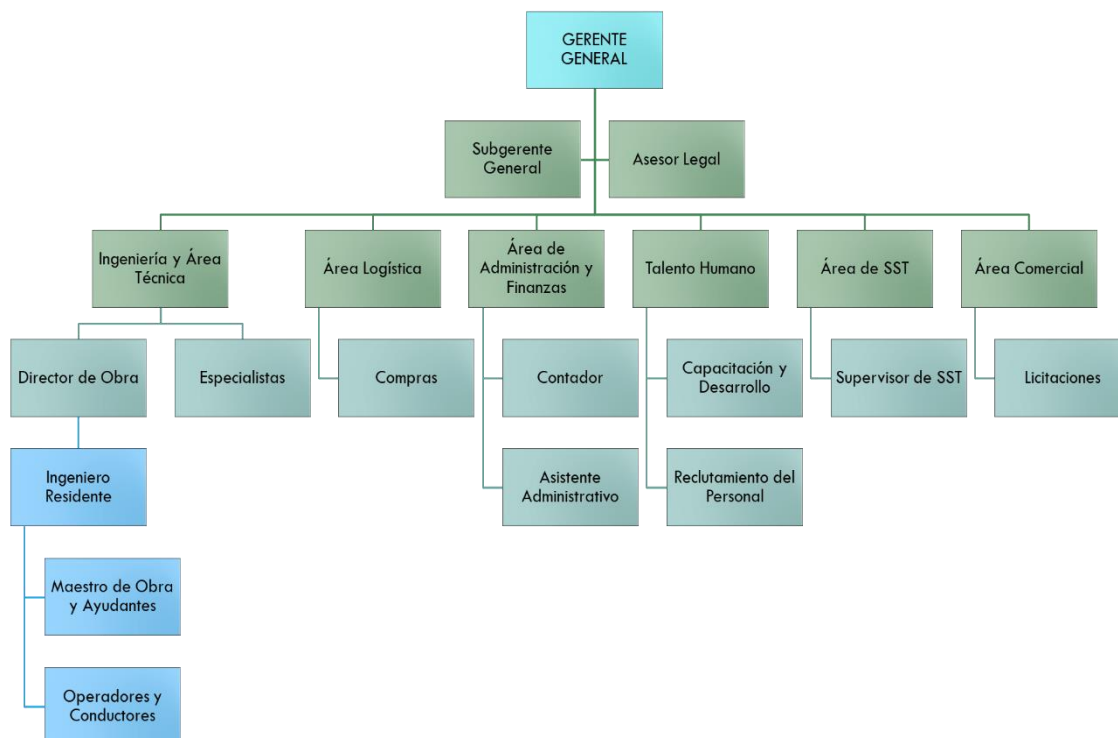 GERENTE
GENERAL
Subgerente
General
Asesor Legal
Ingeniería y Área
Técnica
Área Logística
Área de
Administración y
Finanzas
Talento Humano
Área de SST
Área Comercial
Director de Obra
Especialistas
Compras
Contador
Capacitación y
Desarrollo
Supervisor de SST
Licitaciones
Ingeniero
Residente
Asistente
Administrativo
Reclutamiento del
Personal
Maestro de Obra
y Ayudantes
Operadores y
Conductores